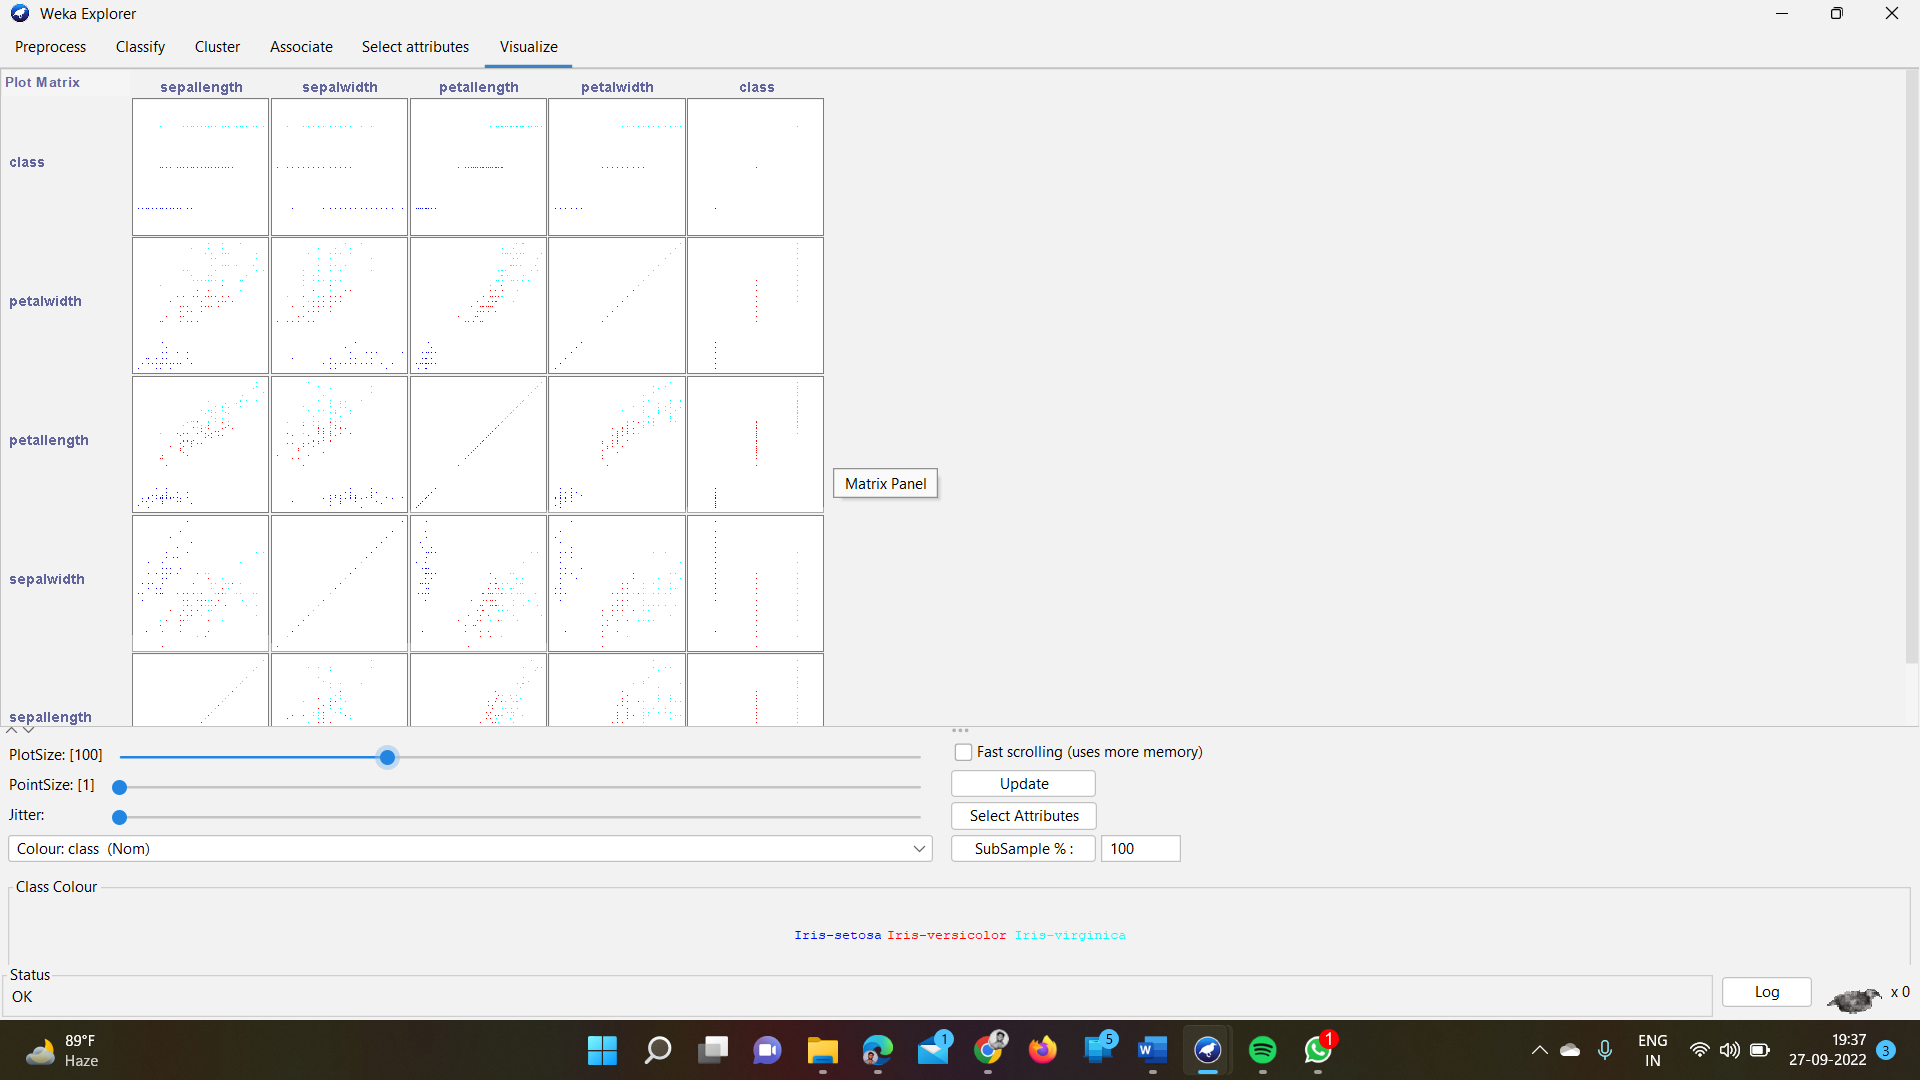 Weka Explorer
Preprocess Classify Cluster Associate Select attributes Visualize
Plot Matrix sepallength sepalwidth petallength petalwidth class
class
petalwidth
petallength
Matrix Panel
sepalwidth
sepallength
PlotSize: [100]
Fast scrolling (uses more memory)
PointSize: [1]
Update
Jitter:
Select Attributes
Colour: class (Nom)
SubSample % : 100
Class Colour
Iris-setosa Iris-versicolor Iris-virginica
Status
OK
Log
x 0
89°F
Haze
1
5
W
1
ENG
IN
19:37
27-09-2022
3